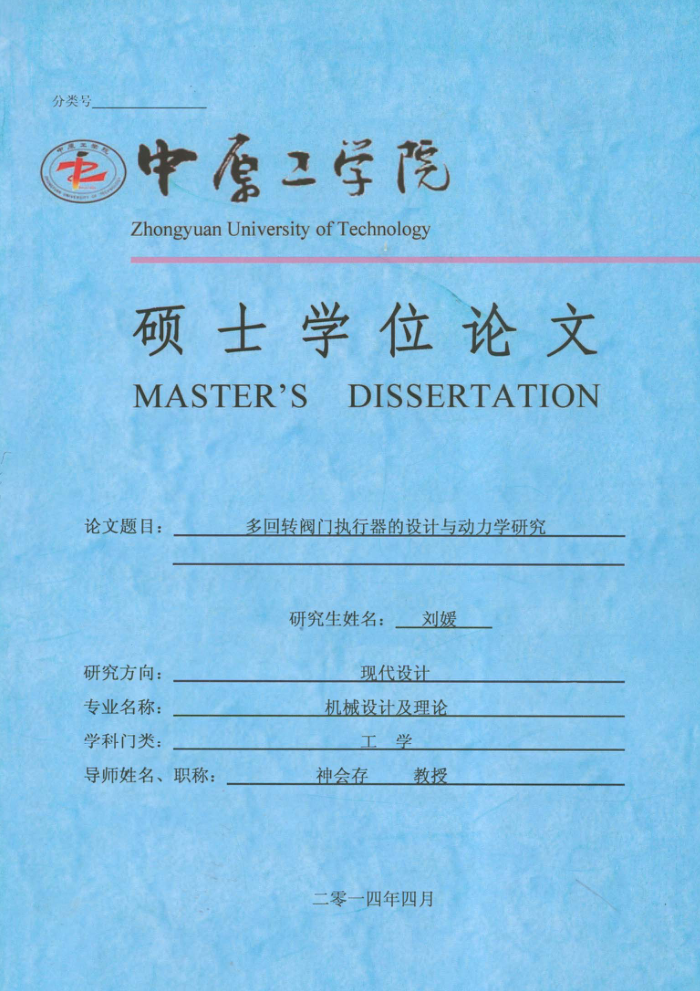 分类号
中原工学院
Zhongyuan University of Technology
硕士学位论文
MASTER'S DISSERTATION
论文题目： 多回转阀门执行器的设计与动力学研究
研究生姓名： 刘媛
研究方向： 现代设计
专业名称： 机械设计及理论
学科门类： 工 学
导师姓名、职称： 神会存 教授
二零一四年四月